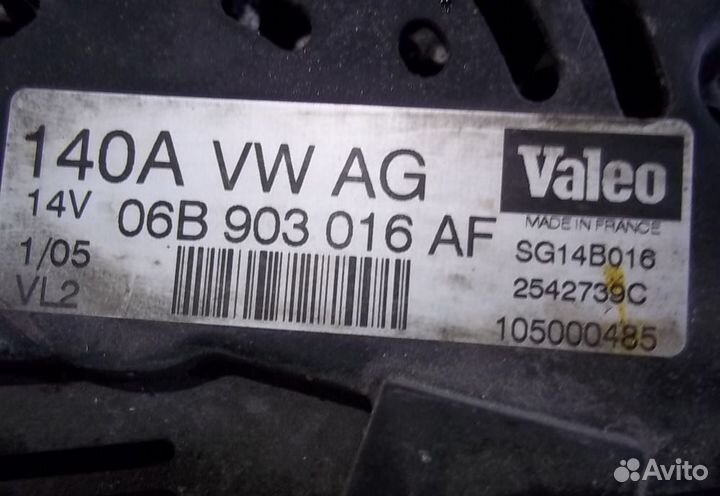 140A VW AG
14V 06B 903 016 AF
1/05
VL2
Valeo
MADE IN FRANCE
SG14B016
2542739C
105000485
Avito